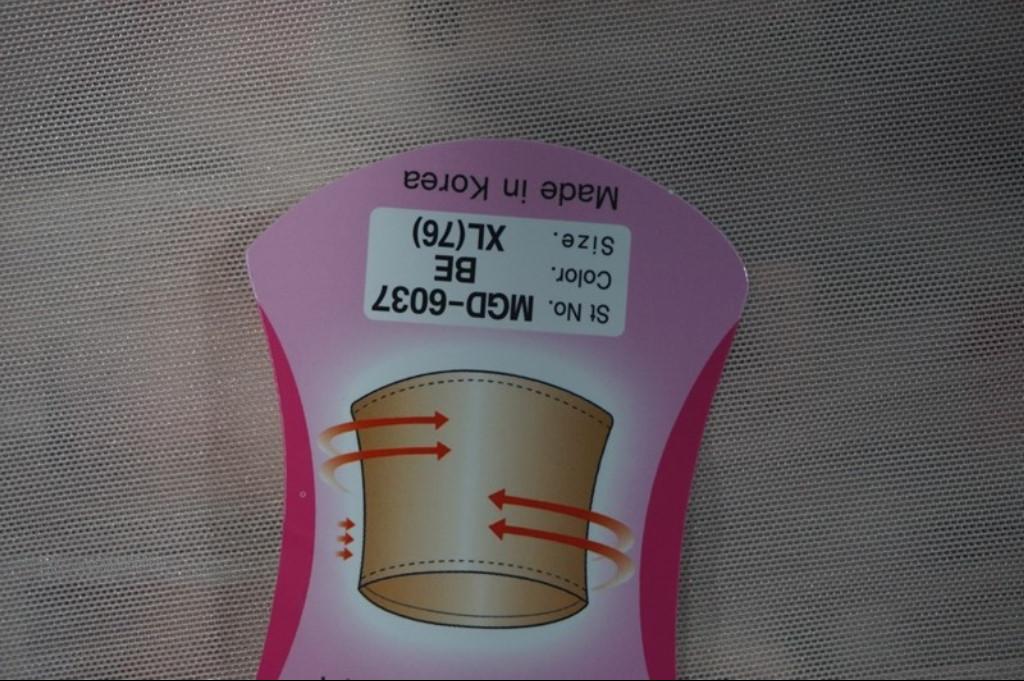 St No. MGD-6037
Color. BE
Size. XL(76)
Made in Korea